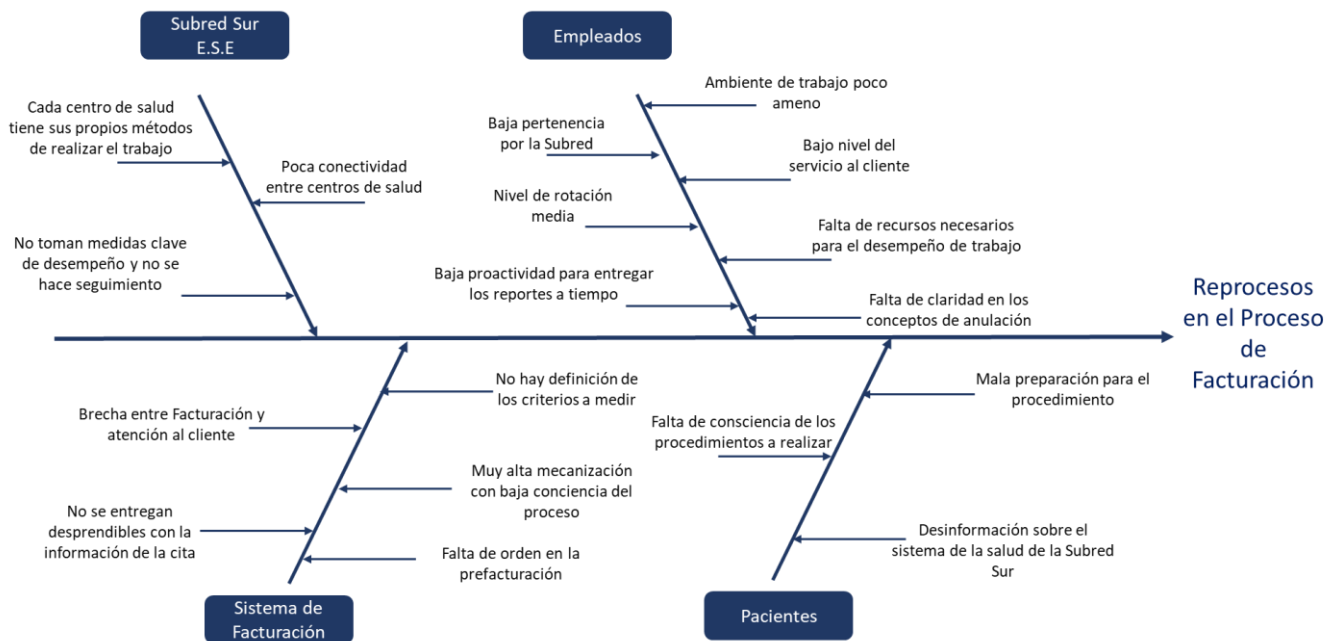 Subred Sur
E.S.E
Empleados
Cada centro de salud
tiene sus propios métodos
de realizar el trabajo
Poca conectividad
entre centros de salud
No toman medidas clave
de desempeño y no se
hace seguimiento
Ambiente de trabajo poco
ameno
Baja pertenencia
por la Subred
Bajo nivel del
servicio al cliente
Nivel de rotación
media
Falta de recursos necesarios
para el desempeño de trabajo
Baja proactividad para entregar
los reportes a tiempo
Falta de claridad en los
conceptos de anulación
Reprocesos
en el Proceso
de
Facturación
No hay definición de
los criterios a medir
Brecha entre Facturación y
atención al cliente
Muy alta mecanización
con baja conciencia del
proceso
No se entregan
desprendibles con la
información de la cita
Falta de orden en la
prefacturación
Mala preparación para el
procedimiento
Falta de consciencia de los
procedimientos a realizar
Desinformación sobre el
sistema de la salud de la Subred
Sur
Sistema de
Facturación
Pacientes